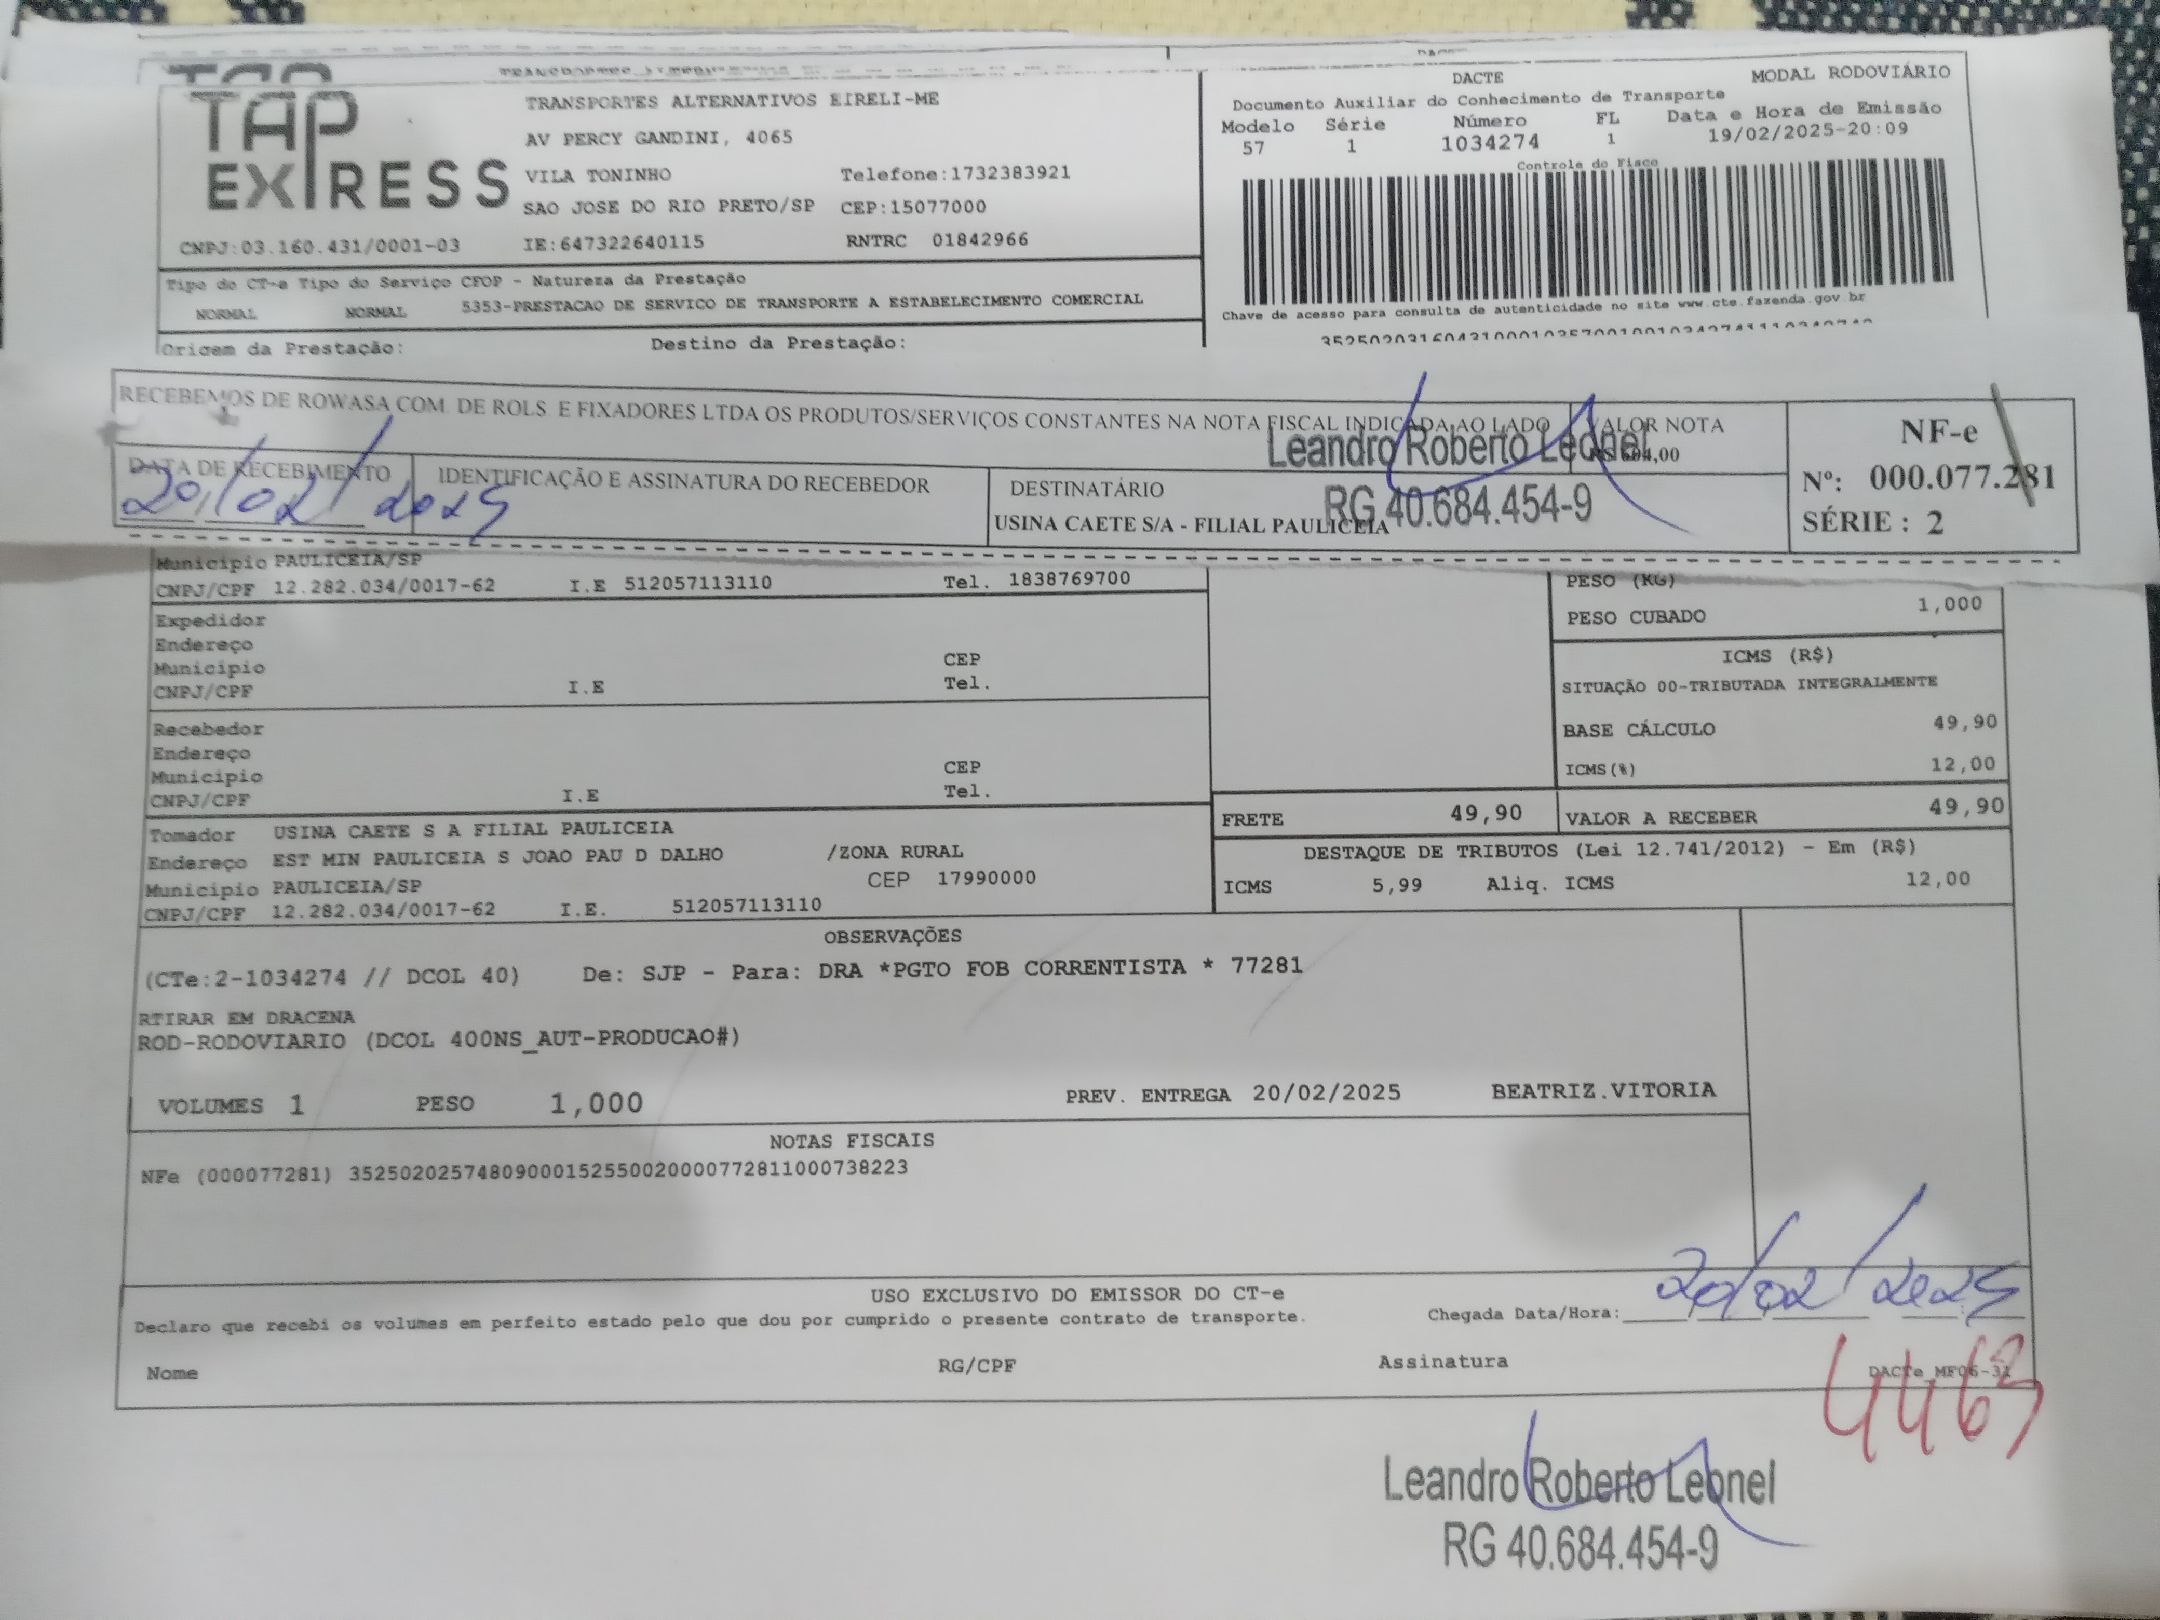 TAP EXPRESS
TRANSPORTES ALTERNATIVOS EIRELI-ME
AV PERCY GANDINI, 4065
VILA TONINHO Telefone:1732383921
SAO JOSE DO RIO PRETO/SP CEP:15077000
CNPJ:03.160.431/0001-03 IE:647322640115 RNTRC 01842966
DACTE MODAL RODOVIÁRIO
Documento Auxiliar do Conhecimento de Transporte
Modelo Série Número FL Data e Hora de Emissão
57 1 1034274 1 19/02/2025-20:09
Controle do Fisco
Chave de acesso para consulta de autenticidade no site www.cte.fazenda.gov.br
Tipo do CT-e Tipo do Serviço CFOP - Natureza da Prestação
NORMAL NORMAL 5353-PRESTACAO DE SERVICO DE TRANSPORTE A ESTABELECIMENTO COMERCIAL
Origem da Prestação: Destino da Prestação:
RECEBEMOS DE ROWASA COM. DE ROLS. E FIXADORES LTDA OS PRODUTOS/SERVIÇOS CONSTANTES NA NOTA FISCAL INDICADA AO LADO
VALOR NOTA
Leandro Roberto Leonel
RG 40.684.454-9
NF-e
Nº: 000.077.281
SÉRIE : 2
DATA DE RECEBIMENTO IDENTIFICAÇÃO E ASSINATURA DO RECEBEDOR DESTINATÁRIO
20/02/2025
USINA CAETE S/A - FILIAL PAULICEIA
Município PAULICEIA/SP
CNPJ/CPF 12.282.034/0017-62 I.E 512057113110 Tel. 1838769700
PESO (KG)
PESO CUBADO 1,000
Expedidor
Endereço
Município CEP
CNPJ/CPF I.E Tel.
ICMS (R$)
SITUAÇÃO 00-TRIBUTADA INTEGRALMENTE
BASE CÁLCULO 49,90
ICMS(%) 12,00
Recebedor
Endereço
Município CEP
CNPJ/CPF I.E Tel.
FRETE 49,90 VALOR A RECEBER 49,90
Tomador USINA CAETE S A FILIAL PAULICEIA
Endereço EST MIN PAULICEIA S JOAO PAU D DALHO /ZONA RURAL
Município PAULICEIA/SP CEP 17990000
CNPJ/CPF 12.282.034/0017-62 I.E. 512057113110
DESTAQUE DE TRIBUTOS (Lei 12.741/2012) - Em (R$)
ICMS 5,99 Aliq. ICMS 12,00
OBSERVAÇÕES
(CTe:2-1034274 // DCOL 40) De: SJP - Para: DRA *PGTO FOB CORRENTISTA * 77281
RTIRAR EM DRACENA
ROD-RODOVIARIO (DCOL 400NS_AUT-PRODUCAO#)
VOLUMES 1 PESO 1,000 PREV. ENTREGA 20/02/2025 BEATRIZ.VITORIA
NOTAS FISCAIS
NFe (000077281) 35250202574809000152550020000772811000738223
USO EXCLUSIVO DO EMISSOR DO CT-e
Declaro que recebi os volumes em perfeito estado pelo que dou por cumprido o presente contrato de transporte.
Chegada Data/Hora: 20/02/2025
Nome RG/CPF Assinatura DACTe MF06-31
4463
Leandro Roberto Leonel
RG 40.684.454-9